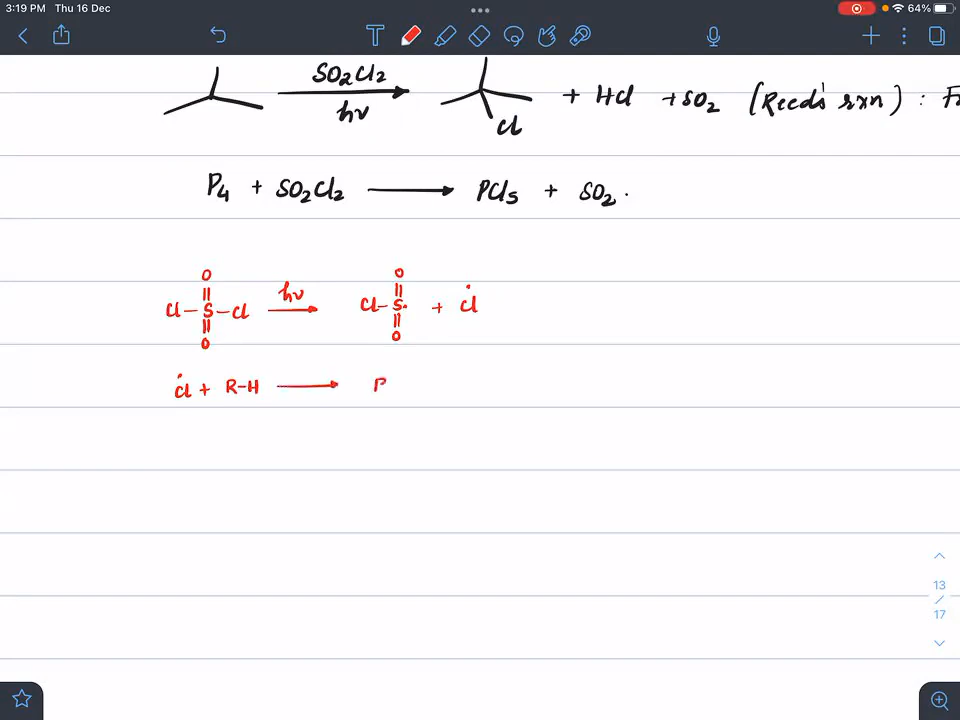 3:19 PM Thu 16 Dec 64%
T
SO2Cl2
hν
Cl
+ HCl + SO2 (Reed's rxn) :
P4 + SO2Cl2 ⟶ PCl5 + SO2.
O O
Cl–S–Cl hν ⟶ Cl–S• + Cl•
O O
Cl• + R–H ⟶
13
/
17